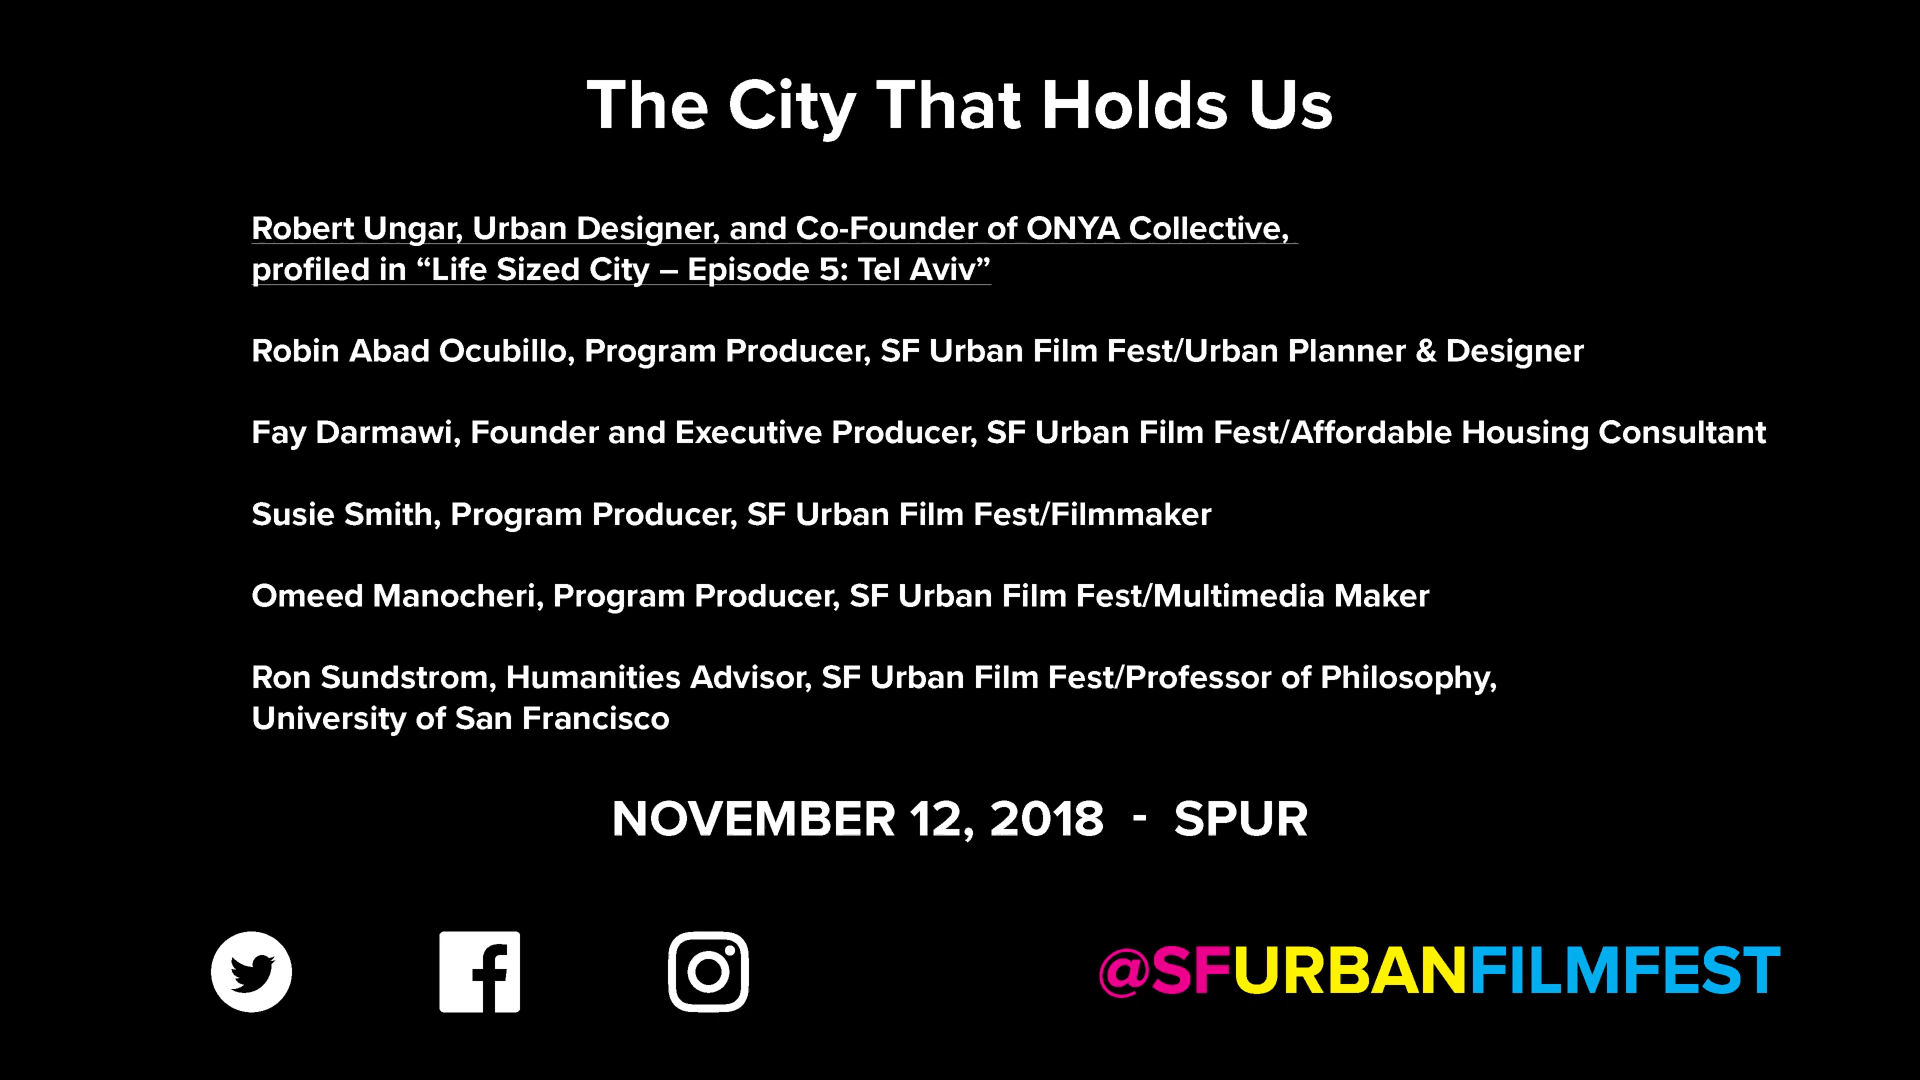 The City That Holds Us
Robert Ungar, Urban Designer, and Co-Founder of ONYA Collective,
profiled in “Life Sized City – Episode 5: Tel Aviv”
Robin Abad Ocubillo, Program Producer, SF Urban Film Fest/Urban Planner & Designer
Fay Darmawi, Founder and Executive Producer, SF Urban Film Fest/Affordable Housing Consultant
Susie Smith, Program Producer, SF Urban Film Fest/Filmmaker
Omeed Manocheri, Program Producer, SF Urban Film Fest/Multimedia Maker
Ron Sundstrom, Humanities Advisor, SF Urban Film Fest/Professor of Philosophy,
University of San Francisco
NOVEMBER 12, 2018 - SPUR
@SFURBANFILMFEST